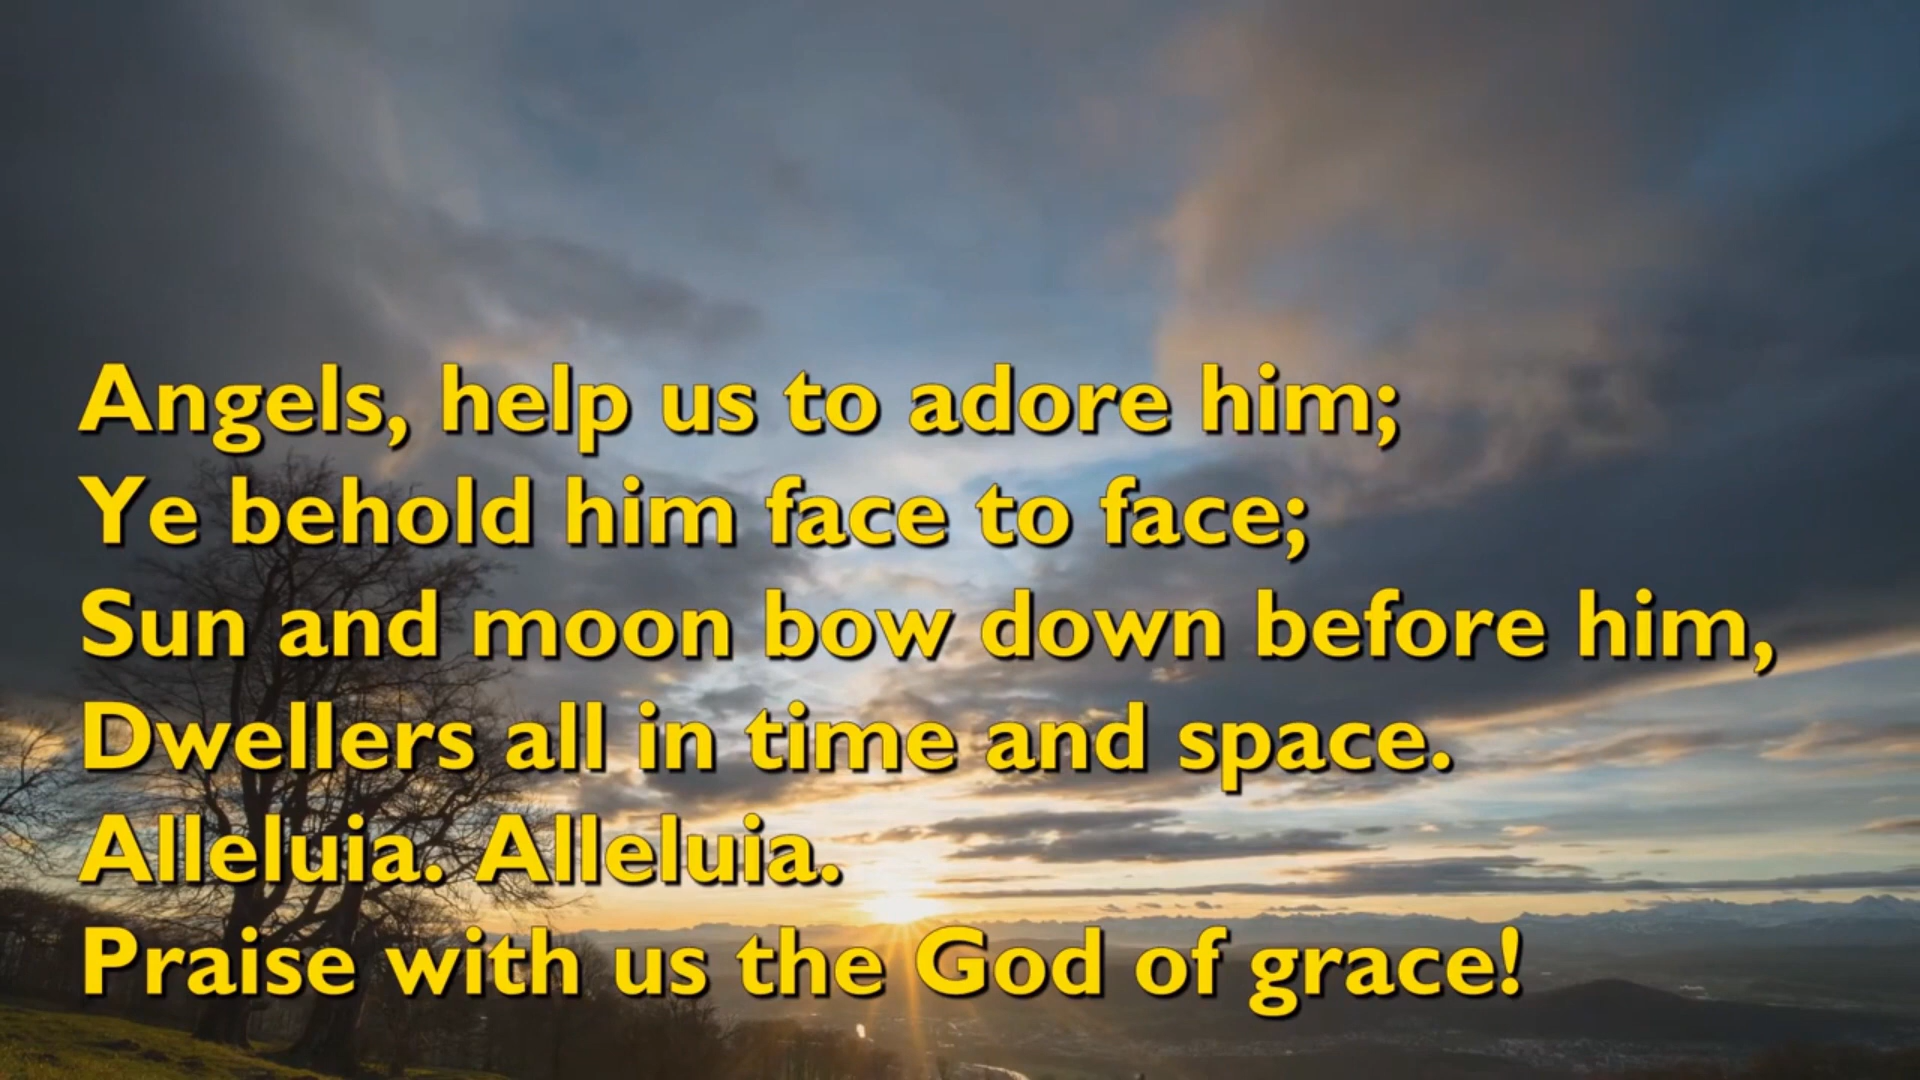 Angels, help us to adore him;
Ye behold him face to face;
Sun and moon bow down before him,
Dwellers all in time and space.
Alleluia. Alleluia.
Praise with us the God of grace!